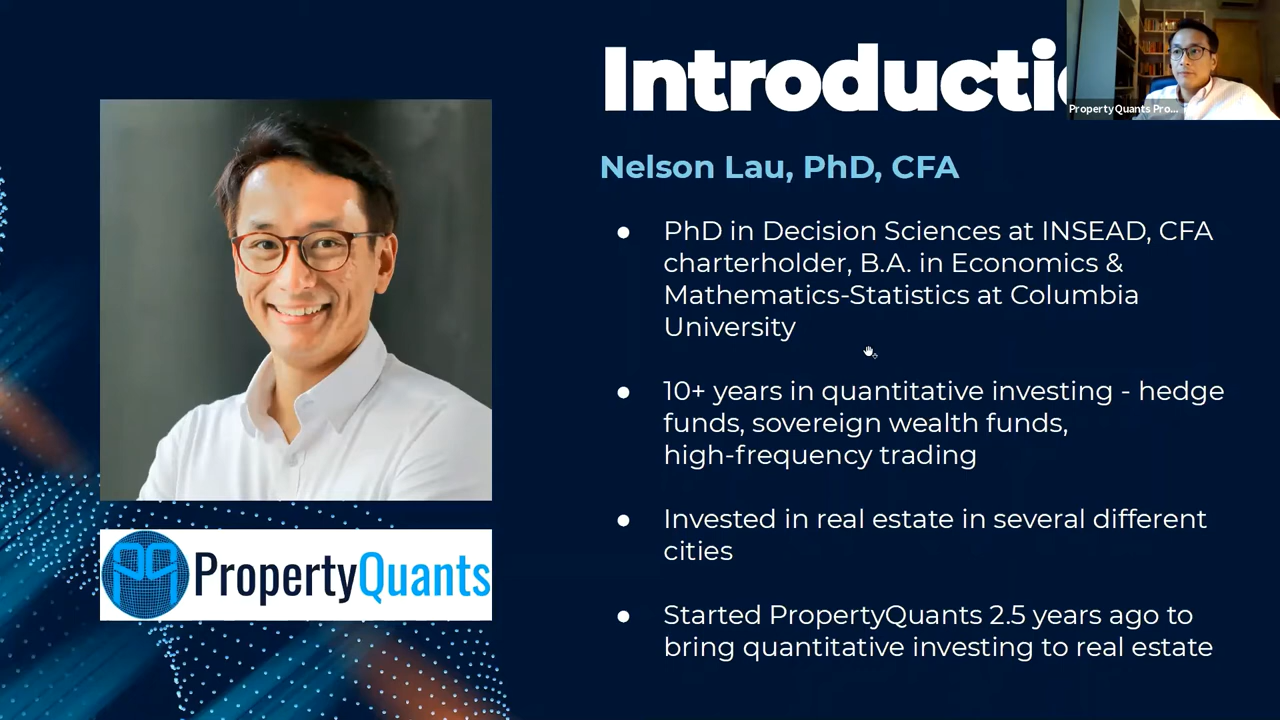 Introducti
PropertyQuants Pro...
Nelson Lau, PhD, CFA
● PhD in Decision Sciences at INSEAD, CFA
charterholder, B.A. in Economics &
Mathematics-Statistics at Columbia
University
● 10+ years in quantitative investing - hedge
funds, sovereign wealth funds,
high-frequency trading
● Invested in real estate in several different
cities
● Started PropertyQuants 2.5 years ago to
bring quantitative investing to real estate
PropertyQuants